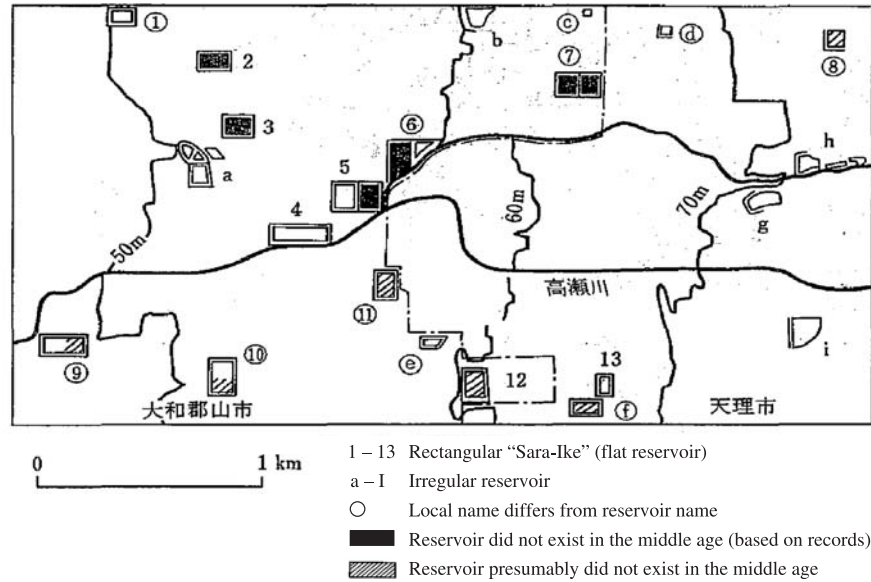 ①
b
ⓒ
ⓓ
2
⑦
⑧
3
⑥
h
a
5
60m
70m
4
g
50m
高瀬川
⑪
i
⑨
⑩
ⓔ
12
13
大和郡山市
ⓕ
天理市
0 1 km
1 – 13 Rectangular “Sara-Ike” (flat reservoir)
a – I Irregular reservoir
○ Local name differs from reservoir name
Reservoir did not exist in the middle age (based on records)
Reservoir presumably did not exist in the middle age